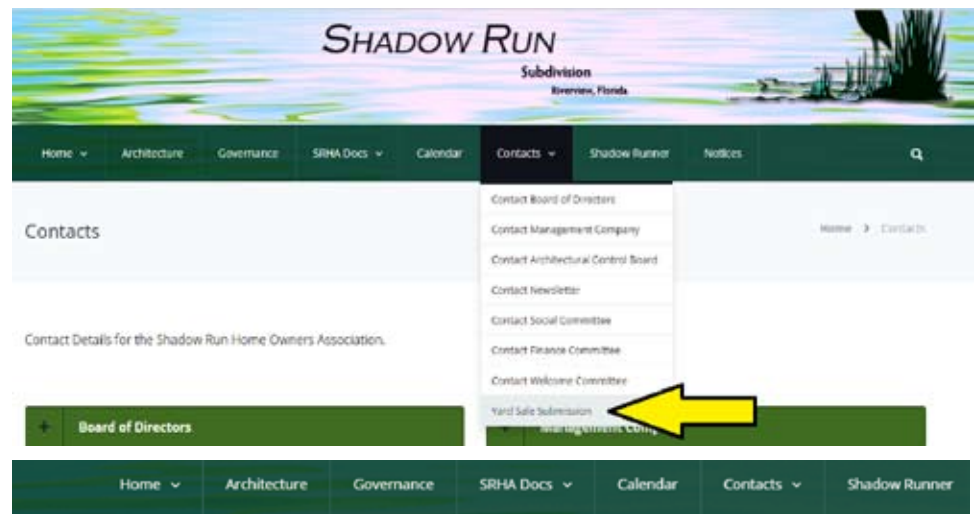 SHADOW RUN
Subdivision
Riverview, Florida
Home Architecture Governance SRHA Docs Calendar Contacts Shadow Runner Notices
Contacts
Home > Contacts
Contact Board of Directors
Contact Management Company
Contact Architectural Control Board
Contact Newsletter
Contact Social Committee
Contact Finance Committee
Contact Welcome Committee
Yard Sale Submission
Contact Details for the Shadow Run Home Owners Association.
+ Board of Directors
+ Management
Home Architecture Governance SRHA Docs Calendar Contacts Shadow Runner